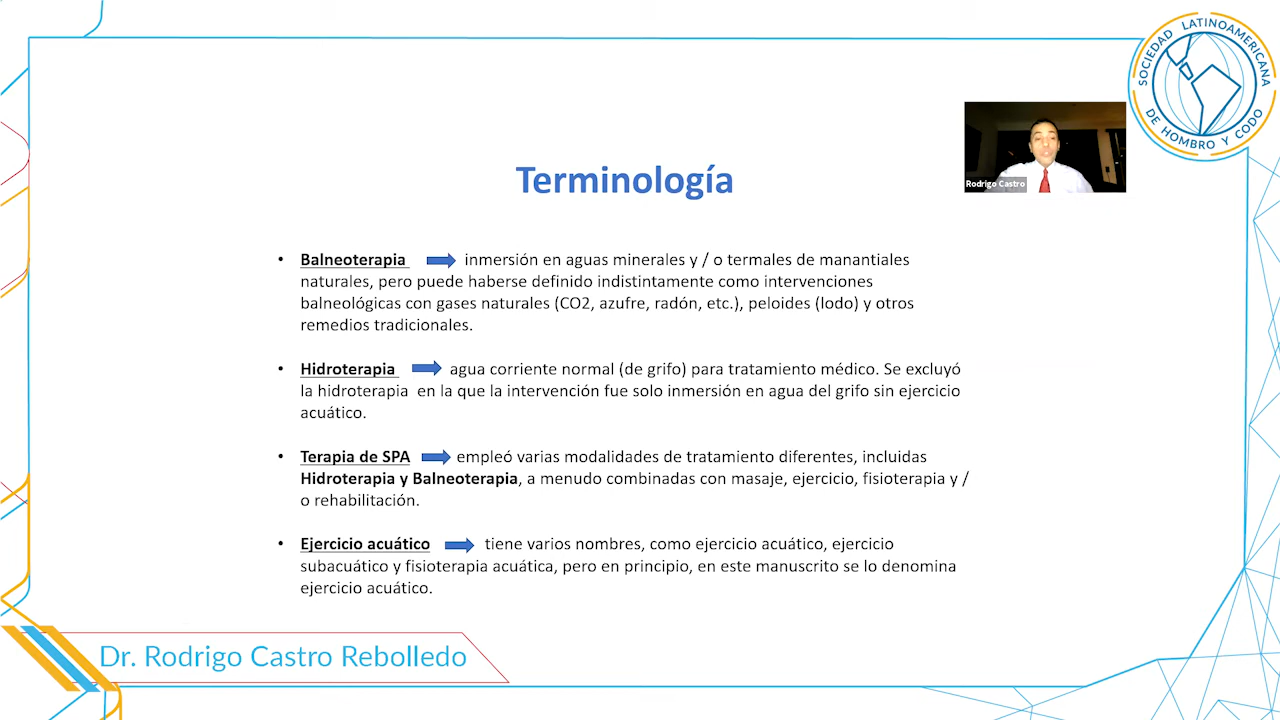 SOCIEDAD LATINOAMERICANA
DE HOMBRO Y CODO
Rodrigo Castro
Terminología
• Balneoterapia inmersión en aguas minerales y / o termales de manantiales
naturales, pero puede haberse definido indistintamente como intervenciones
balneológicas con gases naturales (CO2, azufre, radón, etc.), peloides (lodo) y otros
remedios tradicionales.
• Hidroterapia agua corriente normal (de grifo) para tratamiento médico. Se excluyó
la hidroterapia en la que la intervención fue solo inmersión en agua del grifo sin ejercicio
acuático.
• Terapia de SPA empleó varias modalidades de tratamiento diferentes, incluidas
Hidroterapia y Balneoterapia, a menudo combinadas con masaje, ejercicio, fisioterapia y /
o rehabilitación.
• Ejercicio acuático tiene varios nombres, como ejercicio acuático, ejercicio
subacuático y fisioterapia acuática, pero en principio, en este manuscrito se lo denomina
ejercicio acuático.
Dr. Rodrigo Castro Rebolledo